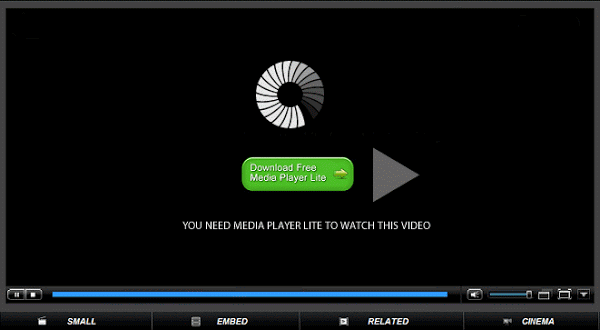 Download Free
Media Player Lite
YOU NEED MEDIA PLAYER LITE TO WATCH THIS VIDEO
SMALL EMBED RELATED CINEMA